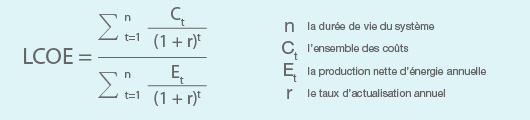 LCOE = (∑ⁿₜ₌₁ Cₜ / (1 + r)ᵗ) / (∑ⁿₜ₌₁ Eₜ / (1 + r)ᵗ)
n la durée de vie du système
Cₜ l'ensemble des coûts
Eₜ la production nette d'énergie annuelle
r le taux d'actualisation annuel